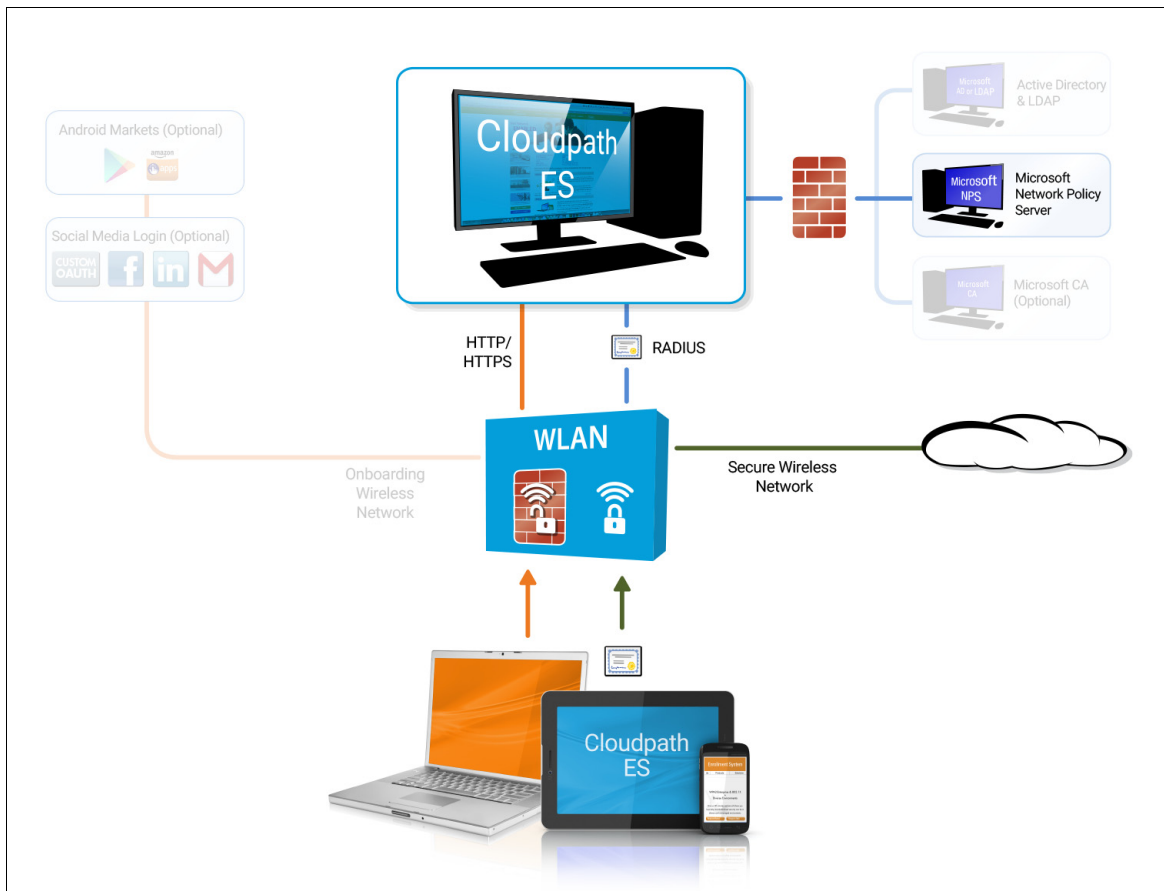 Cloudpath
ES
Android Markets (Optional)
amazon
Social Media Login (Optional)
CUSTOM
OAUTH
f
in
Microsoft
AD or LDAP
Active Directory
& LDAP
Microsoft
NPS
Microsoft
Network Policy
Server
Microsoft
CA
Microsoft CA
(Optional)
HTTP/
HTTPS
RADIUS
WLAN
Onboarding
Wireless
Network
Secure Wireless
Network
Cloudpath
ES
Enrollment System